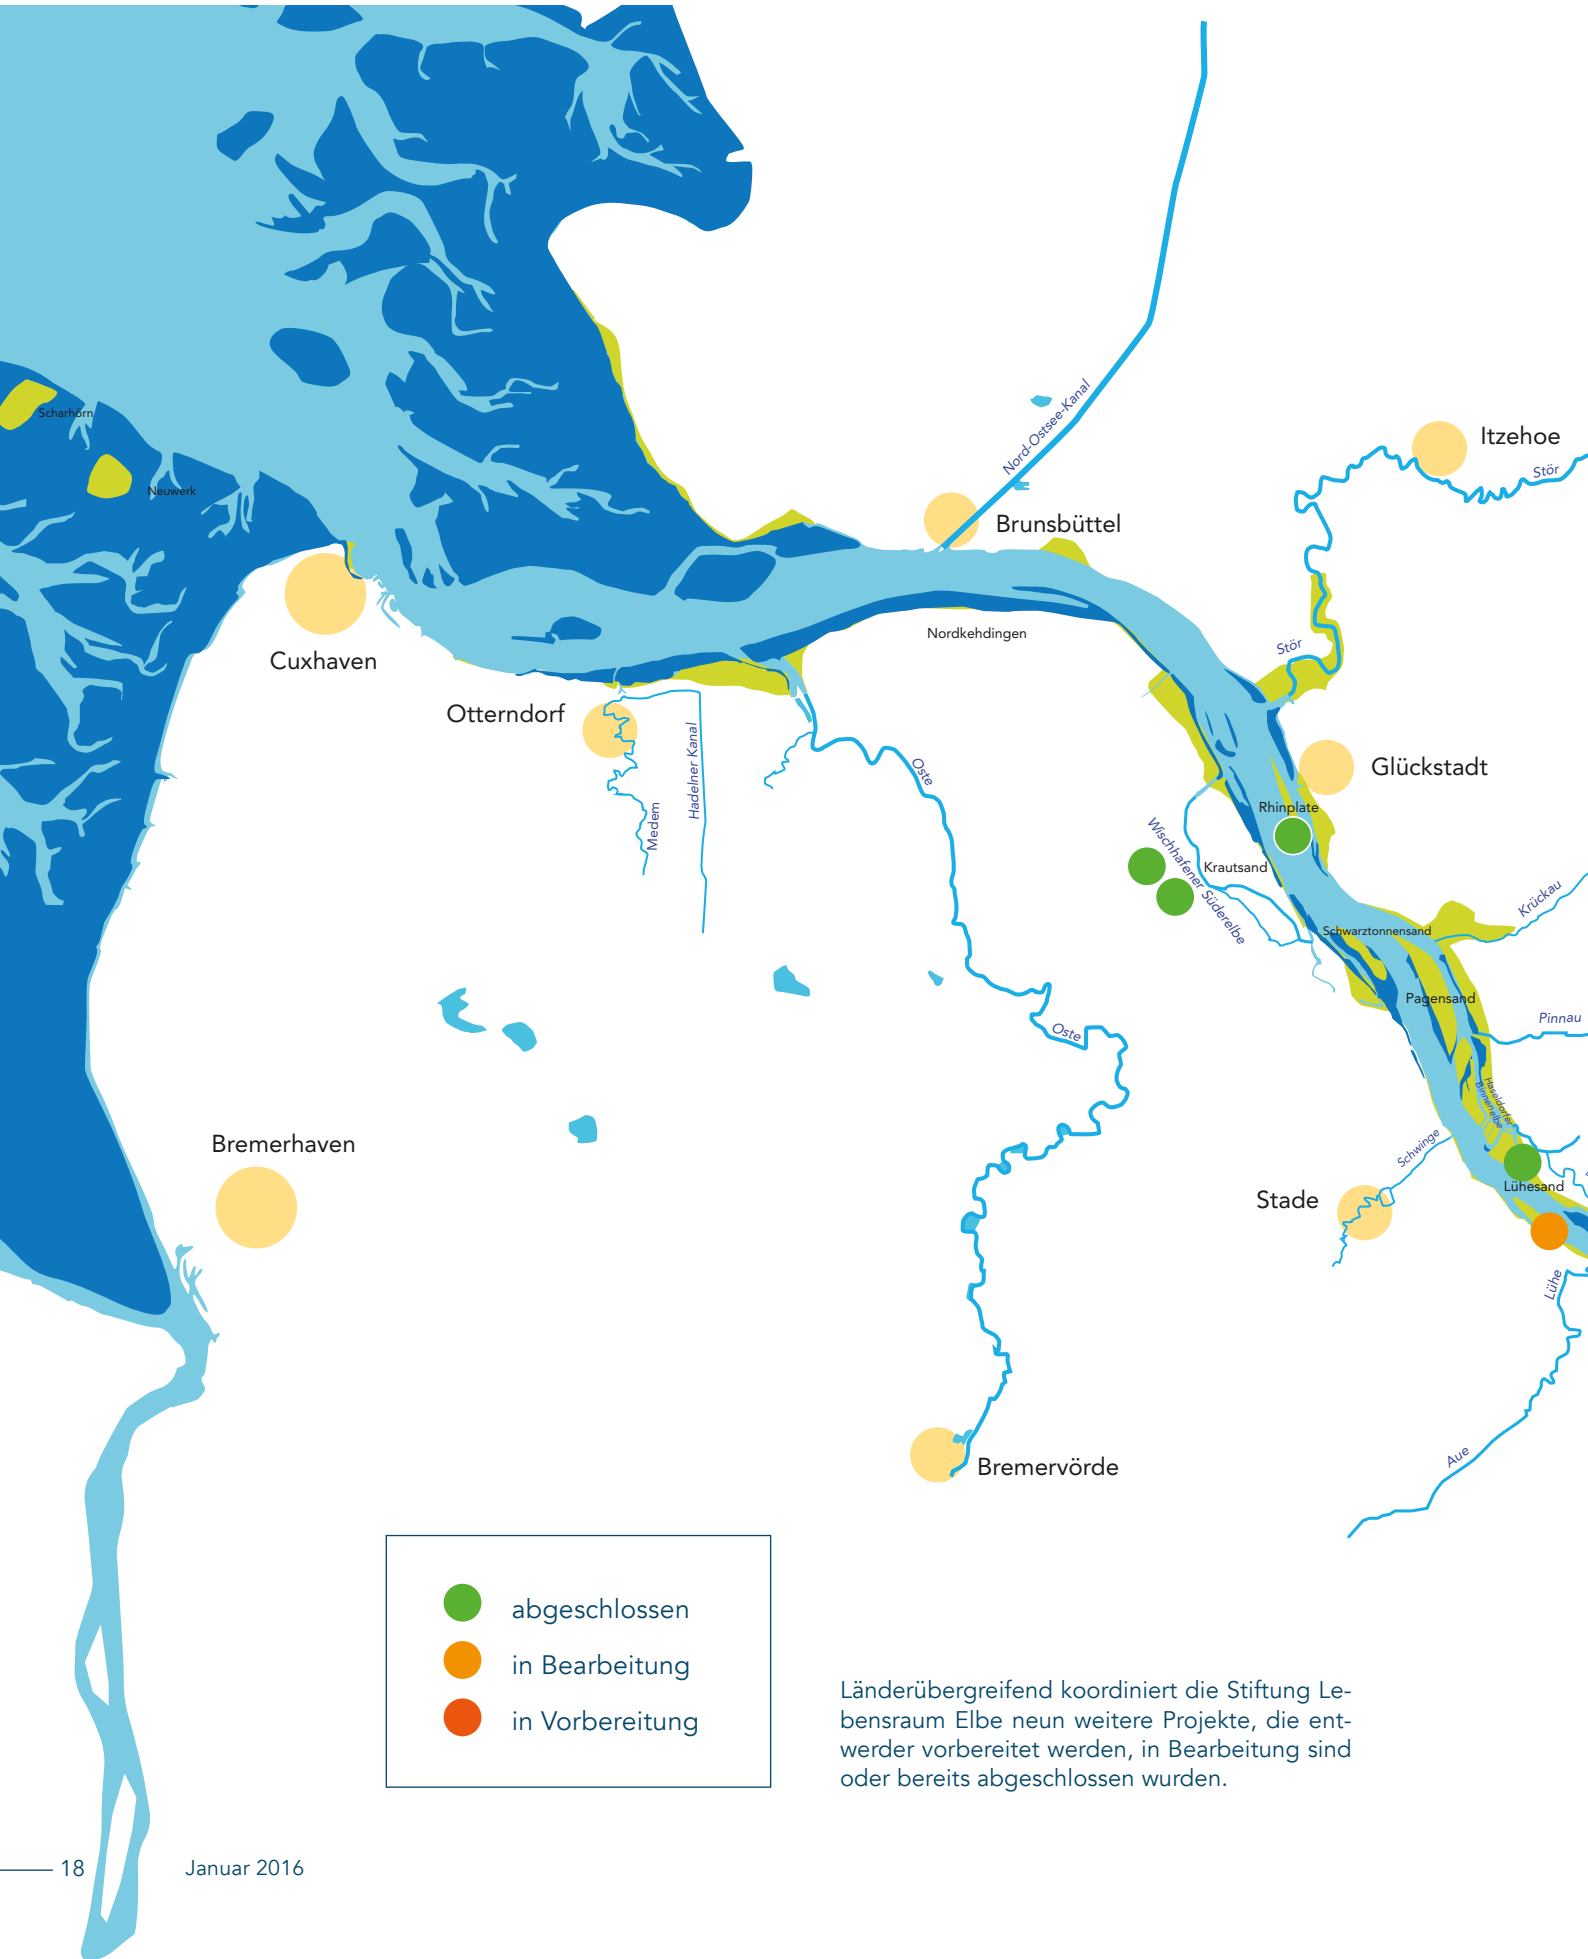 Scharhörn
Neuwerk
Nord-Ostsee-Kanal
Itzehoe
Stör
Brunsbüttel
Cuxhaven
Nordkehdingen
Stör
Otterndorf
Hadelner Kanal
Medem
Oste
Glückstadt
Rhinplate
Wischhafener Süderelbe
Krautsand
Krückau
Schwarztonnensand
Pagensand
Pinnau
Oste
Haseldorfer
Binnenelbe
Schwinge
Bremerhaven
Stade
Lühesand
Lühe
Aue
Bremervörde
abgeschlossen
in Bearbeitung
in Vorbereitung
Länderübergreifend koordiniert die Stiftung Le-
bensraum Elbe neun weitere Projekte, die ent-
werder vorbereitet werden, in Bearbeitung sind
oder bereits abgeschlossen wurden.
18
Januar 2016